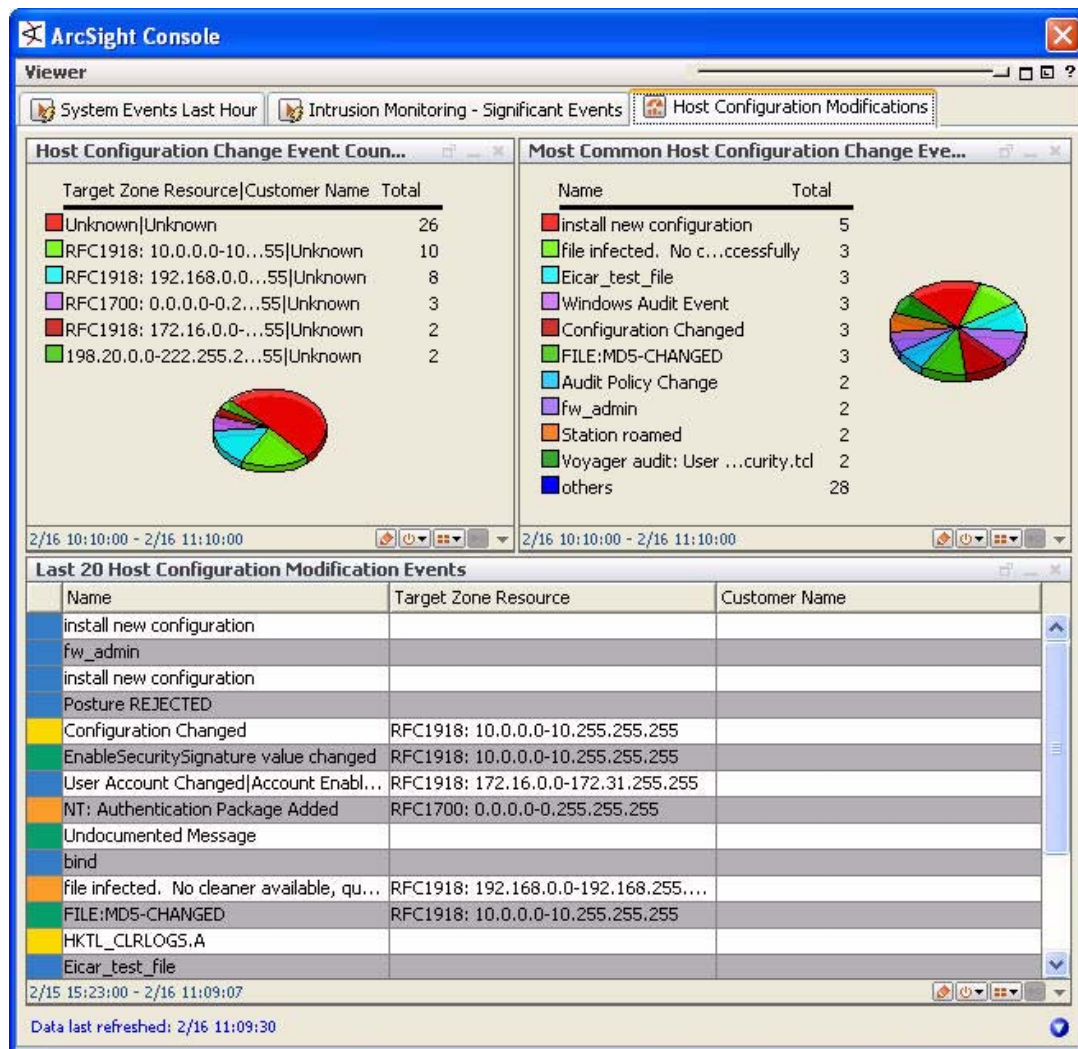 ArcSight Console
Viewer
System Events Last Hour
Intrusion Monitoring - Significant Events
Host Configuration Modifications
Host Configuration Change Event Coun...
Target Zone Resource|Customer Name Total
Unknown|Unknown 26
RFC1918: 10.0.0.0-10...55|Unknown 10
RFC1918: 192.168.0.0...55|Unknown 8
RFC1700: 0.0.0.0-0.2...55|Unknown 3
RFC1918: 172.16.0.0-...55|Unknown 2
198.20.0.0-222.255.2...55|Unknown 2
2/16 10:10:00 - 2/16 11:10:00
Most Common Host Configuration Change Eve...
Name Total
install new configuration 5
file infected. No c...ccessfully 3
Eicar_test_file 3
Windows Audit Event 3
Configuration Changed 3
FILE:MD5-CHANGED 3
Audit Policy Change 2
fw_admin 2
Station roamed 2
Voyager audit: User ...curity.tcl 2
others 28
2/16 10:10:00 - 2/16 11:10:00
Last 20 Host Configuration Modification Events
Name Target Zone Resource Customer Name
install new configuration
fw_admin
install new configuration
Posture REJECTED
Configuration Changed RFC1918: 10.0.0.0-10.255.255.255
EnableSecuritySignature value changed RFC1918: 10.0.0.0-10.255.255.255
User Account Changed|Account Enabl... RFC1918: 172.16.0.0-172.31.255.255
NT: Authentication Package Added RFC1700: 0.0.0.0-0.255.255.255
Undocumented Message
bind
file infected. No cleaner available, qu... RFC1918: 192.168.0.0-192.168.255....
FILE:MD5-CHANGED RFC1918: 10.0.0.0-10.255.255.255
HKTL_CLRLOGS.A
Eicar_test_file
2/15 15:23:00 - 2/16 11:09:07
Data last refreshed: 2/16 11:09:30